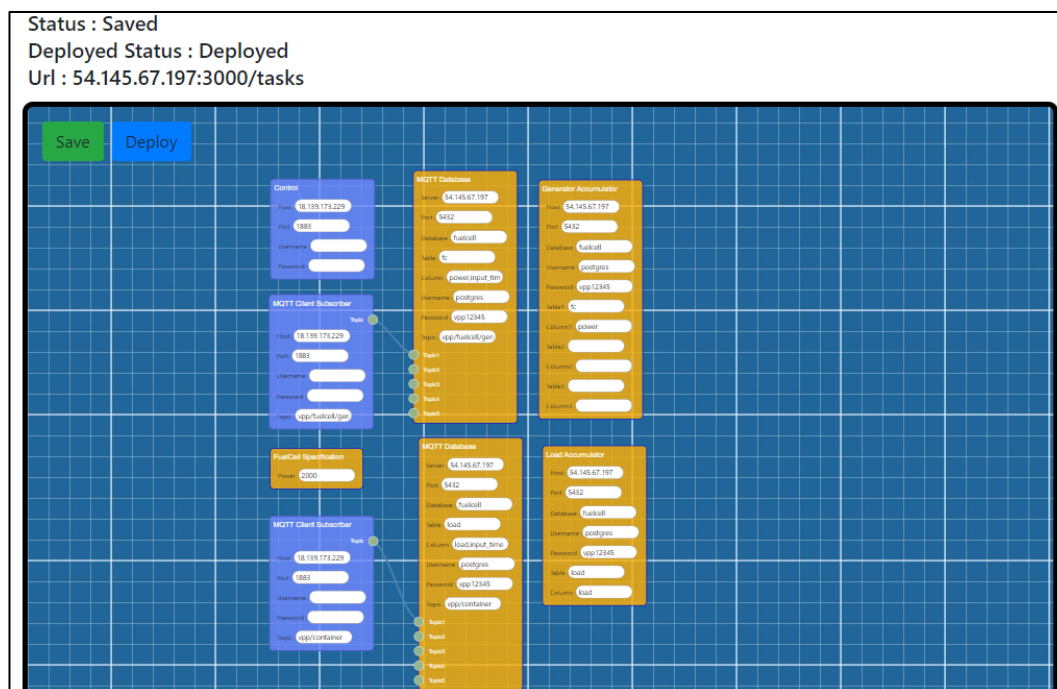 Status : Saved
Deployed Status : Deployed
Url : 54.145.67.197:3000/tasks
Save
Deploy
Control
Host 18.139.173.229
Port 1883
Username
Password
MQTT Client Subscriber
Topic
Host 18.139.173.229
Port 1883
Username
Password
Topic vpp/fuelcell/gen
FuelCell Specification
Power 2000
MQTT Client Subscriber
Topic
Host 18.139.173.229
Port 1883
Username
Password
Topic vpp/container
MQTT Database
Server 54.145.67.197
Port 5432
Database fuelcell
Table fc
Column power,input_tim
Username postgres
Password vpp12345
Topic vpp/fuelcell/gen
Topic1
Topic2
Topic3
Topic4
Topic5
MQTT Database
Server 54.145.67.197
Port 5432
Database fuelcell
Table load
Column load,input_time
Username postgres
Password vpp12345
Topic vpp/container
Topic1
Topic2
Topic3
Topic4
Topic5
Generator Accumulator
Host 54.145.67.197
Port 5432
Database fuelcell
Username postgres
Password vpp12345
Table1 fc
Column1 power
Table2
Column2
Table3
Column3
Load Accumulator
Host 54.145.67.197
Port 5432
Database fuelcell
Username postgres
Password vpp12345
Table load
Column load